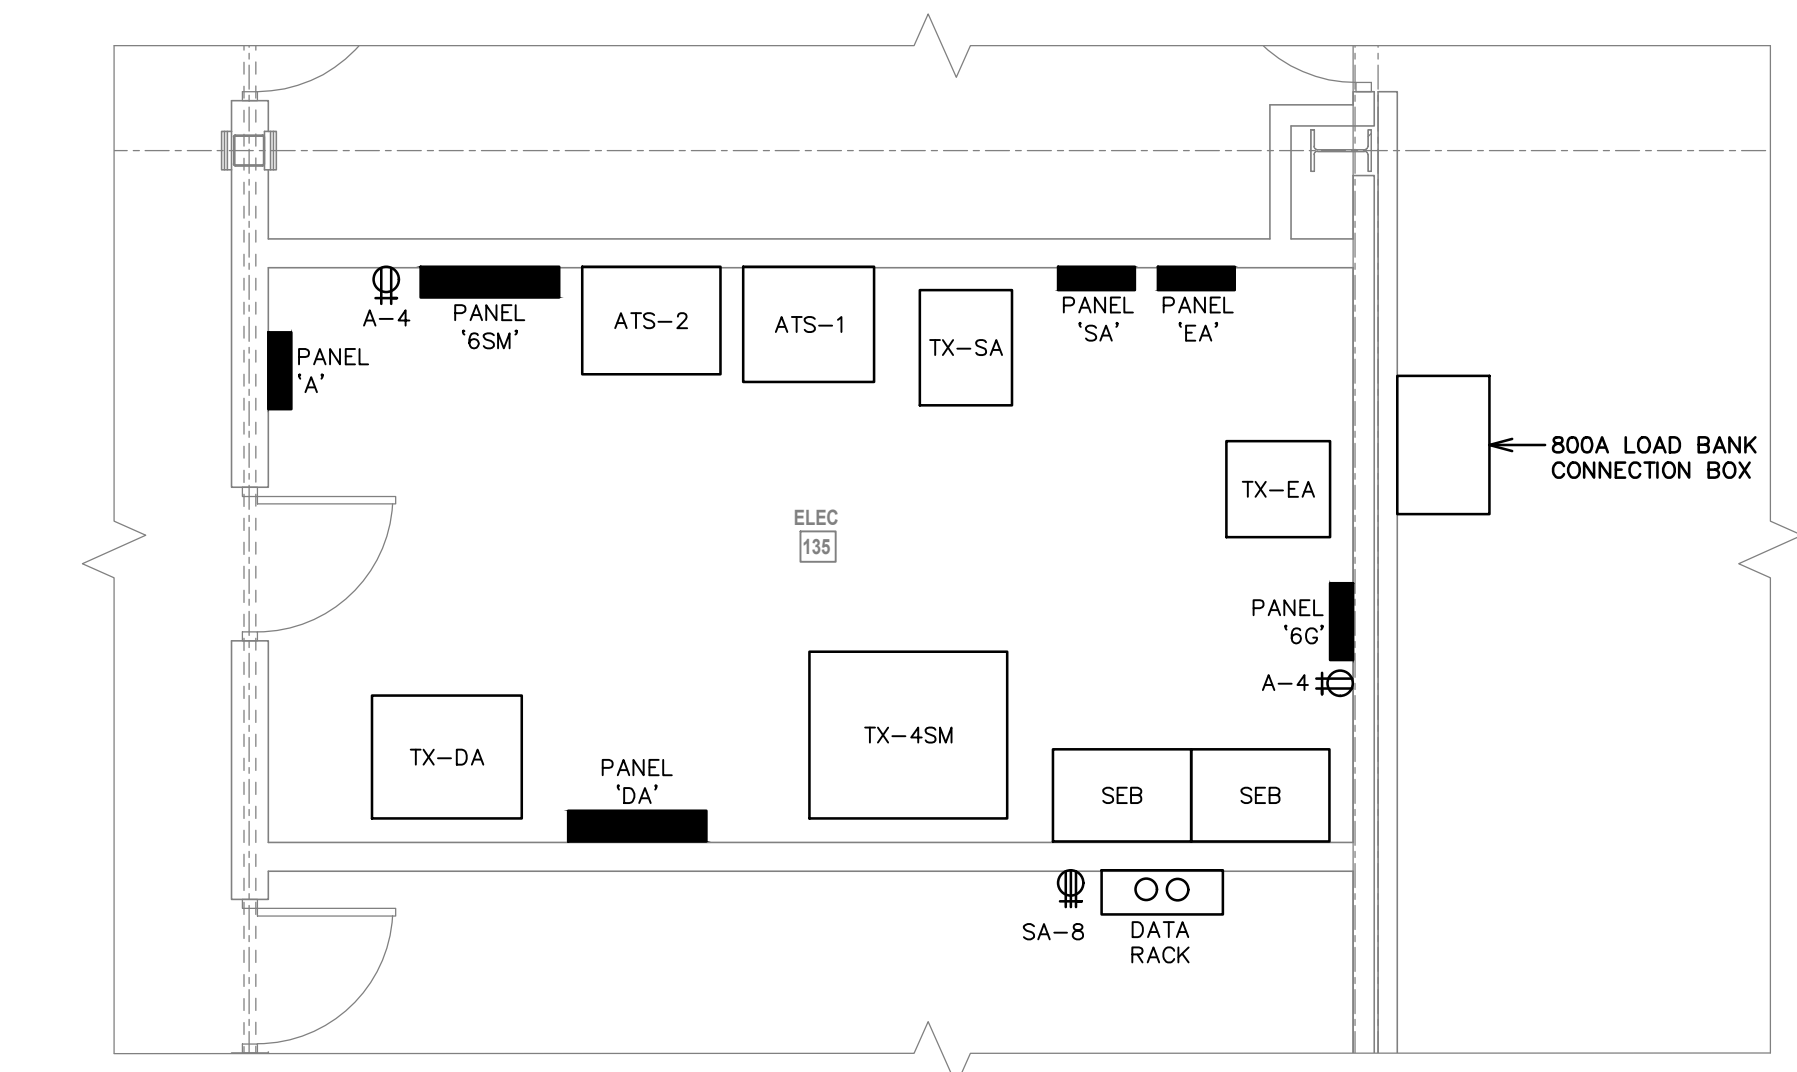 A-4
PANEL
‘6SM’
ATS-2
ATS-1
TX-SA
PANEL
‘SA’
PANEL
‘EA’
PANEL
‘A’
800A LOAD BANK
CONNECTION BOX
TX-EA
ELEC
135
PANEL
‘6G’
A-4
TX-DA
PANEL
‘DA’
TX-4SM
SEB
SEB
SA-8
DATA
RACK